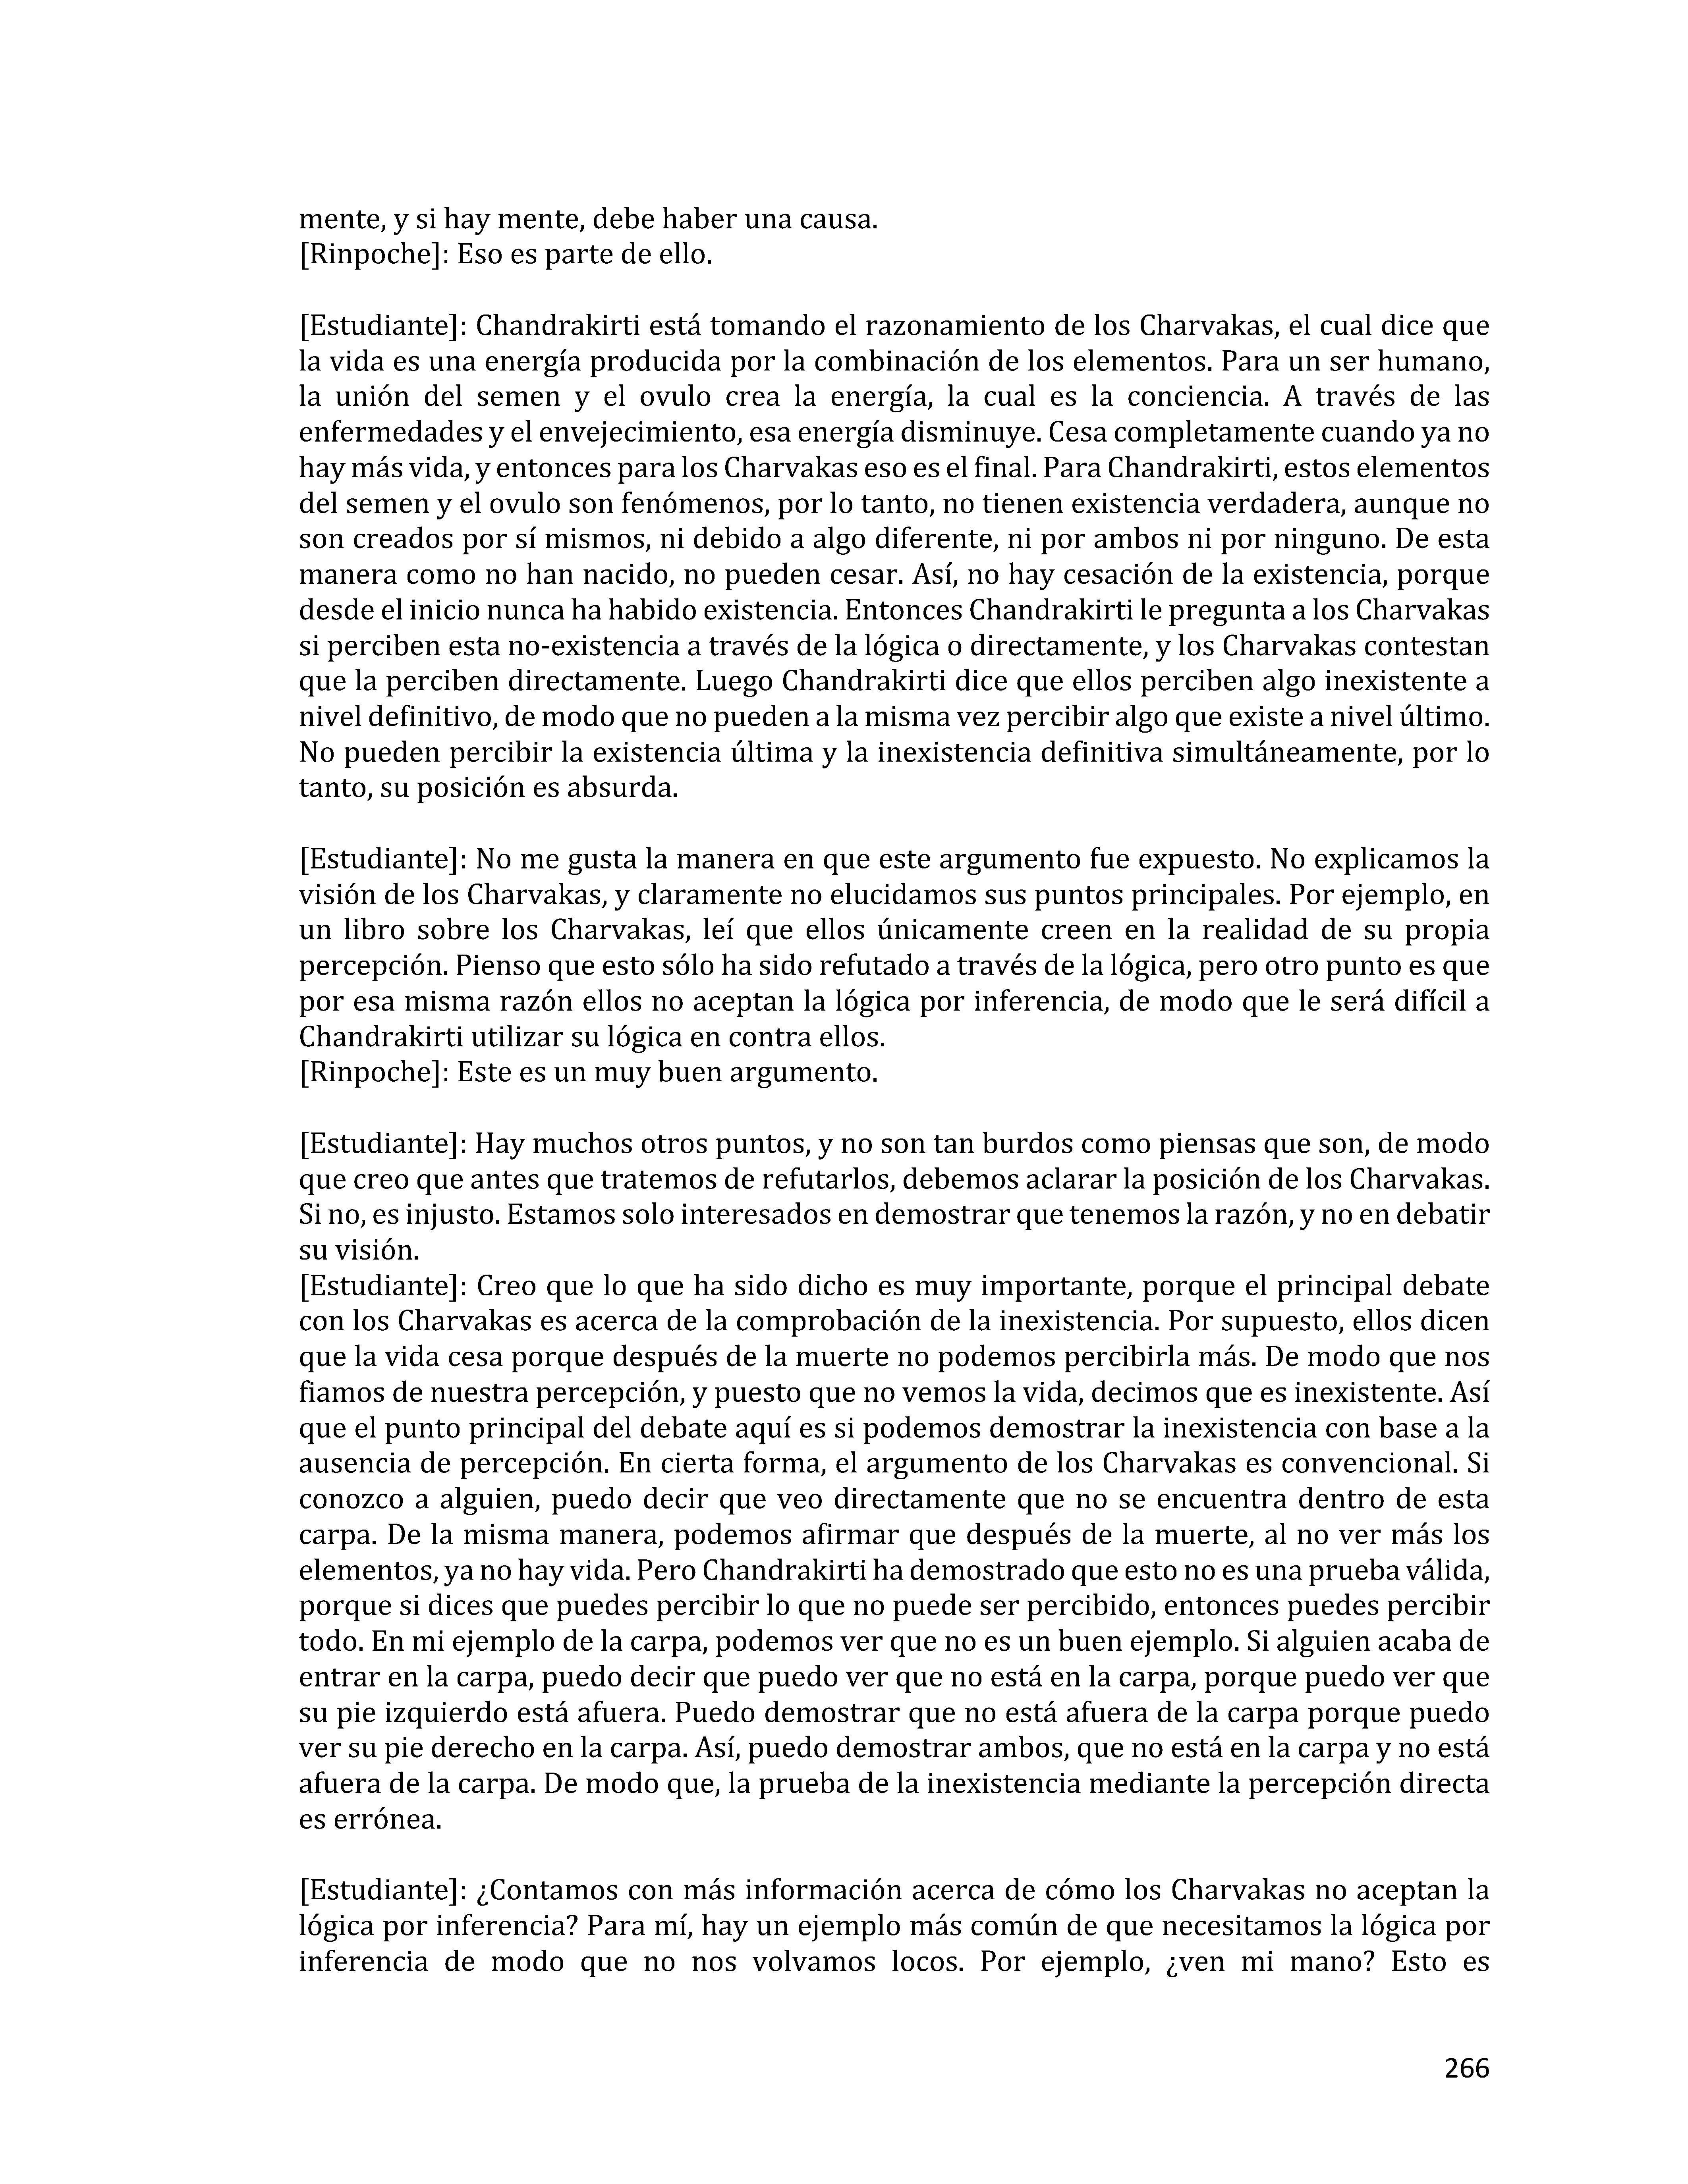 mente, y si hay mente, debe haber una causa.
[Rinpoche]: Eso es parte de ello.
[Estudiante]: Chandrakirti está tomando el razonamiento de los Charvakas, el cual dice que
la vida es una energía producida por la combinación de los elementos. Para un ser humano,
la unión del semen y el ovulo crea la energía, la cual es la conciencia. A través de las
enfermedades y el envejecimiento, esa energía disminuye. Cesa completamente cuando ya no
hay más vida, y entonces para los Charvakas eso es el final. Para Chandrakirti, estos elementos
del semen y el ovulo son fenómenos, por lo tanto, no tienen existencia verdadera, aunque no
son creados por sí mismos, ni debido a algo diferente, ni por ambos ni por ninguno. De esta
manera como no han nacido, no pueden cesar. Así, no hay cesación de la existencia, porque
desde el inicio nunca ha habido existencia. Entonces Chandrakirti le pregunta a los Charvakas
si perciben esta no-existencia a través de la lógica o directamente, y los Charvakas contestan
que la perciben directamente. Luego Chandrakirti dice que ellos perciben algo inexistente a
nivel definitivo, de modo que no pueden a la misma vez percibir algo que existe a nivel último.
No pueden percibir la existencia última y la inexistencia definitiva simultáneamente, por lo
tanto, su posición es absurda.
[Estudiante]: No me gusta la manera en que este argumento fue expuesto. No explicamos la
visión de los Charvakas, y claramente no elucidamos sus puntos principales. Por ejemplo, en
un libro sobre los Charvakas, leí que ellos únicamente creen en la realidad de su propia
percepción. Pienso que esto sólo ha sido refutado a través de la lógica, pero otro punto es que
por esa misma razón ellos no aceptan la lógica por inferencia, de modo que le será difícil a
Chandrakirti utilizar su lógica en contra ellos.
[Rinpoche]: Este es un muy buen argumento.
[Estudiante]: Hay muchos otros puntos, y no son tan burdos como piensas que son, de modo
que creo que antes que tratemos de refutarlos, debemos aclarar la posición de los Charvakas.
Si no, es injusto. Estamos solo interesados en demostrar que tenemos la razón, y no en debatir
su visión.
[Estudiante]: Creo que lo que ha sido dicho es muy importante, porque el principal debate
con los Charvakas es acerca de la comprobación de la inexistencia. Por supuesto, ellos dicen
que la vida cesa porque después de la muerte no podemos percibirla más. De modo que nos
fiamos de nuestra percepción, y puesto que no vemos la vida, decimos que es inexistente. Así
que el punto principal del debate aquí es si podemos demostrar la inexistencia con base a la
ausencia de percepción. En cierta forma, el argumento de los Charvakas es convencional. Si
conozco a alguien, puedo decir que veo directamente que no se encuentra dentro de esta
carpa. De la misma manera, podemos afirmar que después de la muerte, al no ver más los
elementos, ya no hay vida. Pero Chandrakirti ha demostrado que esto no es una prueba válida,
porque si dices que puedes percibir lo que no puede ser percibido, entonces puedes percibir
todo. En mi ejemplo de la carpa, podemos ver que no es un buen ejemplo. Si alguien acaba de
entrar en la carpa, puedo decir que puedo ver que no está en la carpa, porque puedo ver que
su pie izquierdo está afuera. Puedo demostrar que no está afuera de la carpa porque puedo
ver su pie derecho en la carpa. Así, puedo demostrar ambos, que no está en la carpa y no está
afuera de la carpa. De modo que, la prueba de la inexistencia mediante la percepción directa
es errónea.
[Estudiante]: ¿Contamos con más información acerca de cómo los Charvakas no aceptan la
lógica por inferencia? Para mí, hay un ejemplo más común de que necesitamos la lógica por
inferencia de modo que no nos volvamos locos. Por ejemplo, ¿ven mi mano? Esto es
266